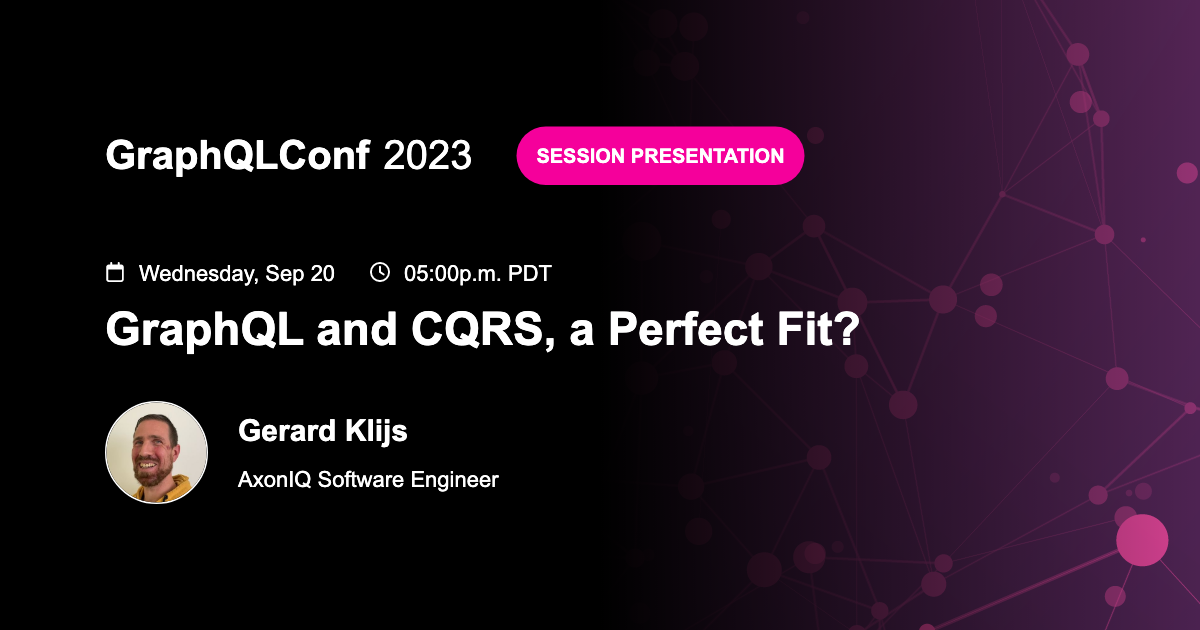 GraphQLConf 2023
SESSION PRESENTATION
Wednesday, Sep 20 05:00p.m. PDT
GraphQL and CQRS, a Perfect Fit?
Gerard Klijs
AxonIQ Software Engineer